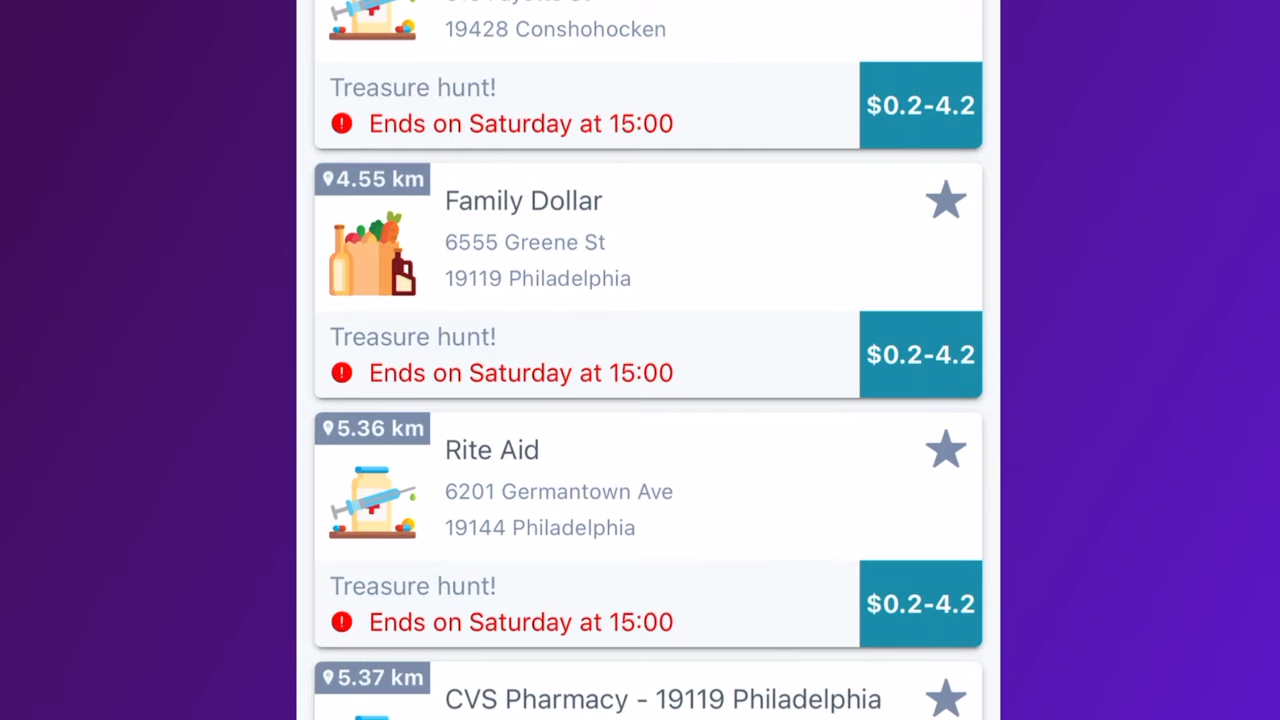 19428 Conshohocken
Treasure hunt!
Ends on Saturday at 15:00
$0.2-4.2
4.55 km
Family Dollar
6555 Greene St
19119 Philadelphia
Treasure hunt!
Ends on Saturday at 15:00
$0.2-4.2
5.36 km
Rite Aid
6201 Germantown Ave
19144 Philadelphia
Treasure hunt!
Ends on Saturday at 15:00
$0.2-4.2
5.37 km
CVS Pharmacy - 19119 Philadelphia